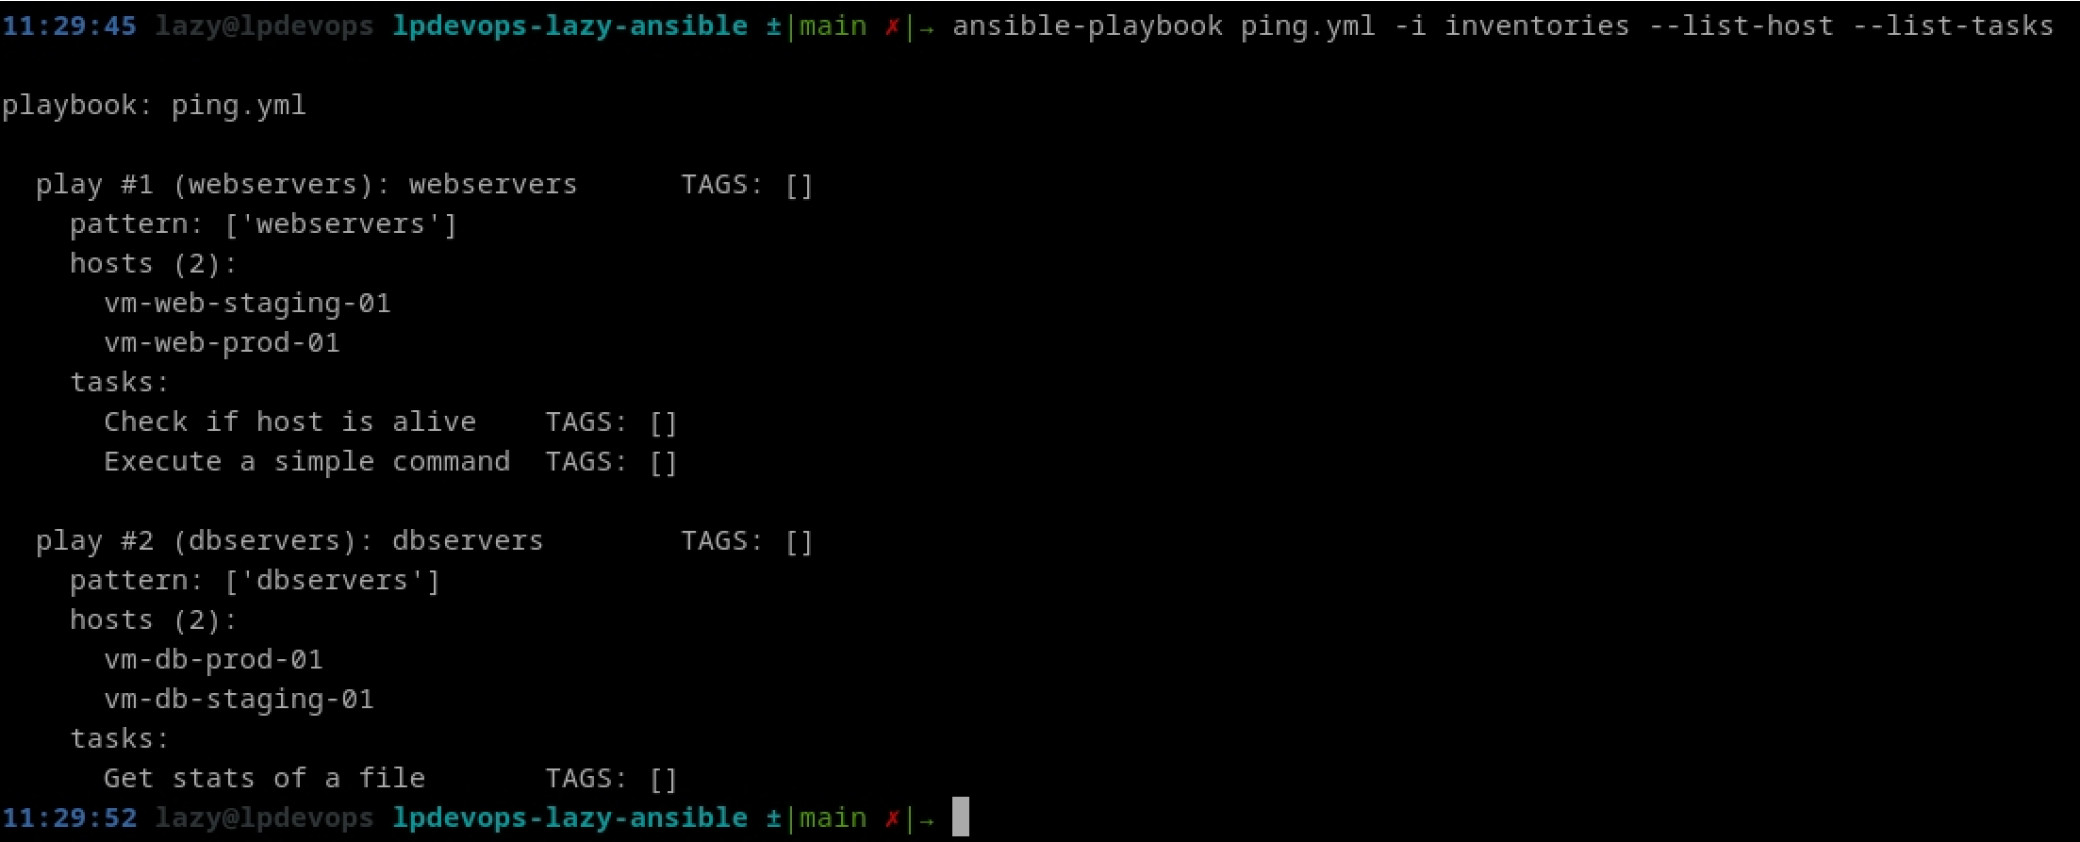 11:29:45 lazy@lpdevops lpdevops-lazy-ansible ±|main ✗|→ ansible-playbook ping.yml -i inventories --list-host --list-tasks
playbook: ping.yml
play #1 (webservers): webservers TAGS: []
pattern: ['webservers']
hosts (2):
vm-web-staging-01
vm-web-prod-01
tasks:
Check if host is alive TAGS: []
Execute a simple command TAGS: []
play #2 (dbservers): dbservers TAGS: []
pattern: ['dbservers']
hosts (2):
vm-db-prod-01
vm-db-staging-01
tasks:
Get stats of a file TAGS: []
11:29:52 lazy@lpdevops lpdevops-lazy-ansible ±|main ✗|→